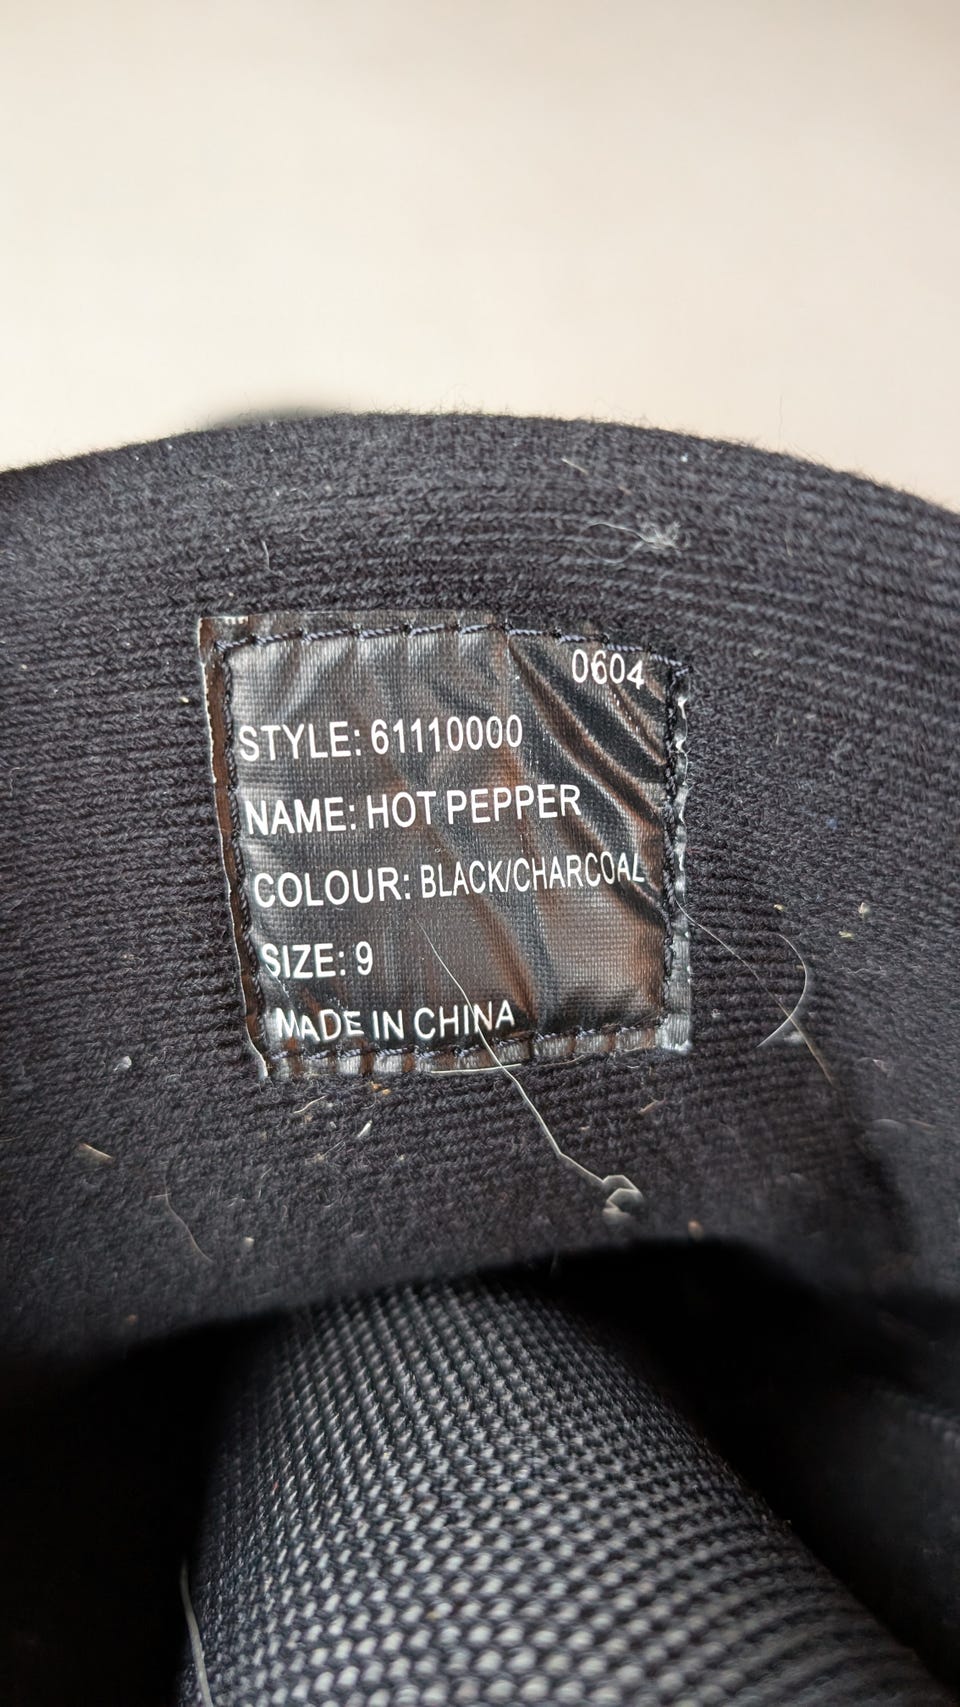 0604
STYLE: 61110000
NAME: HOT PEPPER
COLOUR: BLACK/CHARCOAL
SIZE: 9
MADE IN CHINA